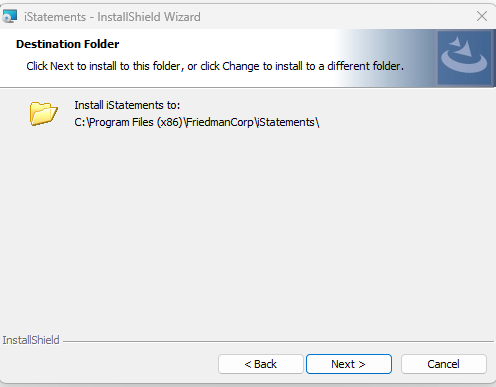 iStatements - InstallShield Wizard
Destination Folder
Click Next to install to this folder, or click Change to install to a different folder.
Install iStatements to:
C:\Program Files (x86)\FriedmanCorp\iStatements\
InstallShield
< Back
Next >
Cancel